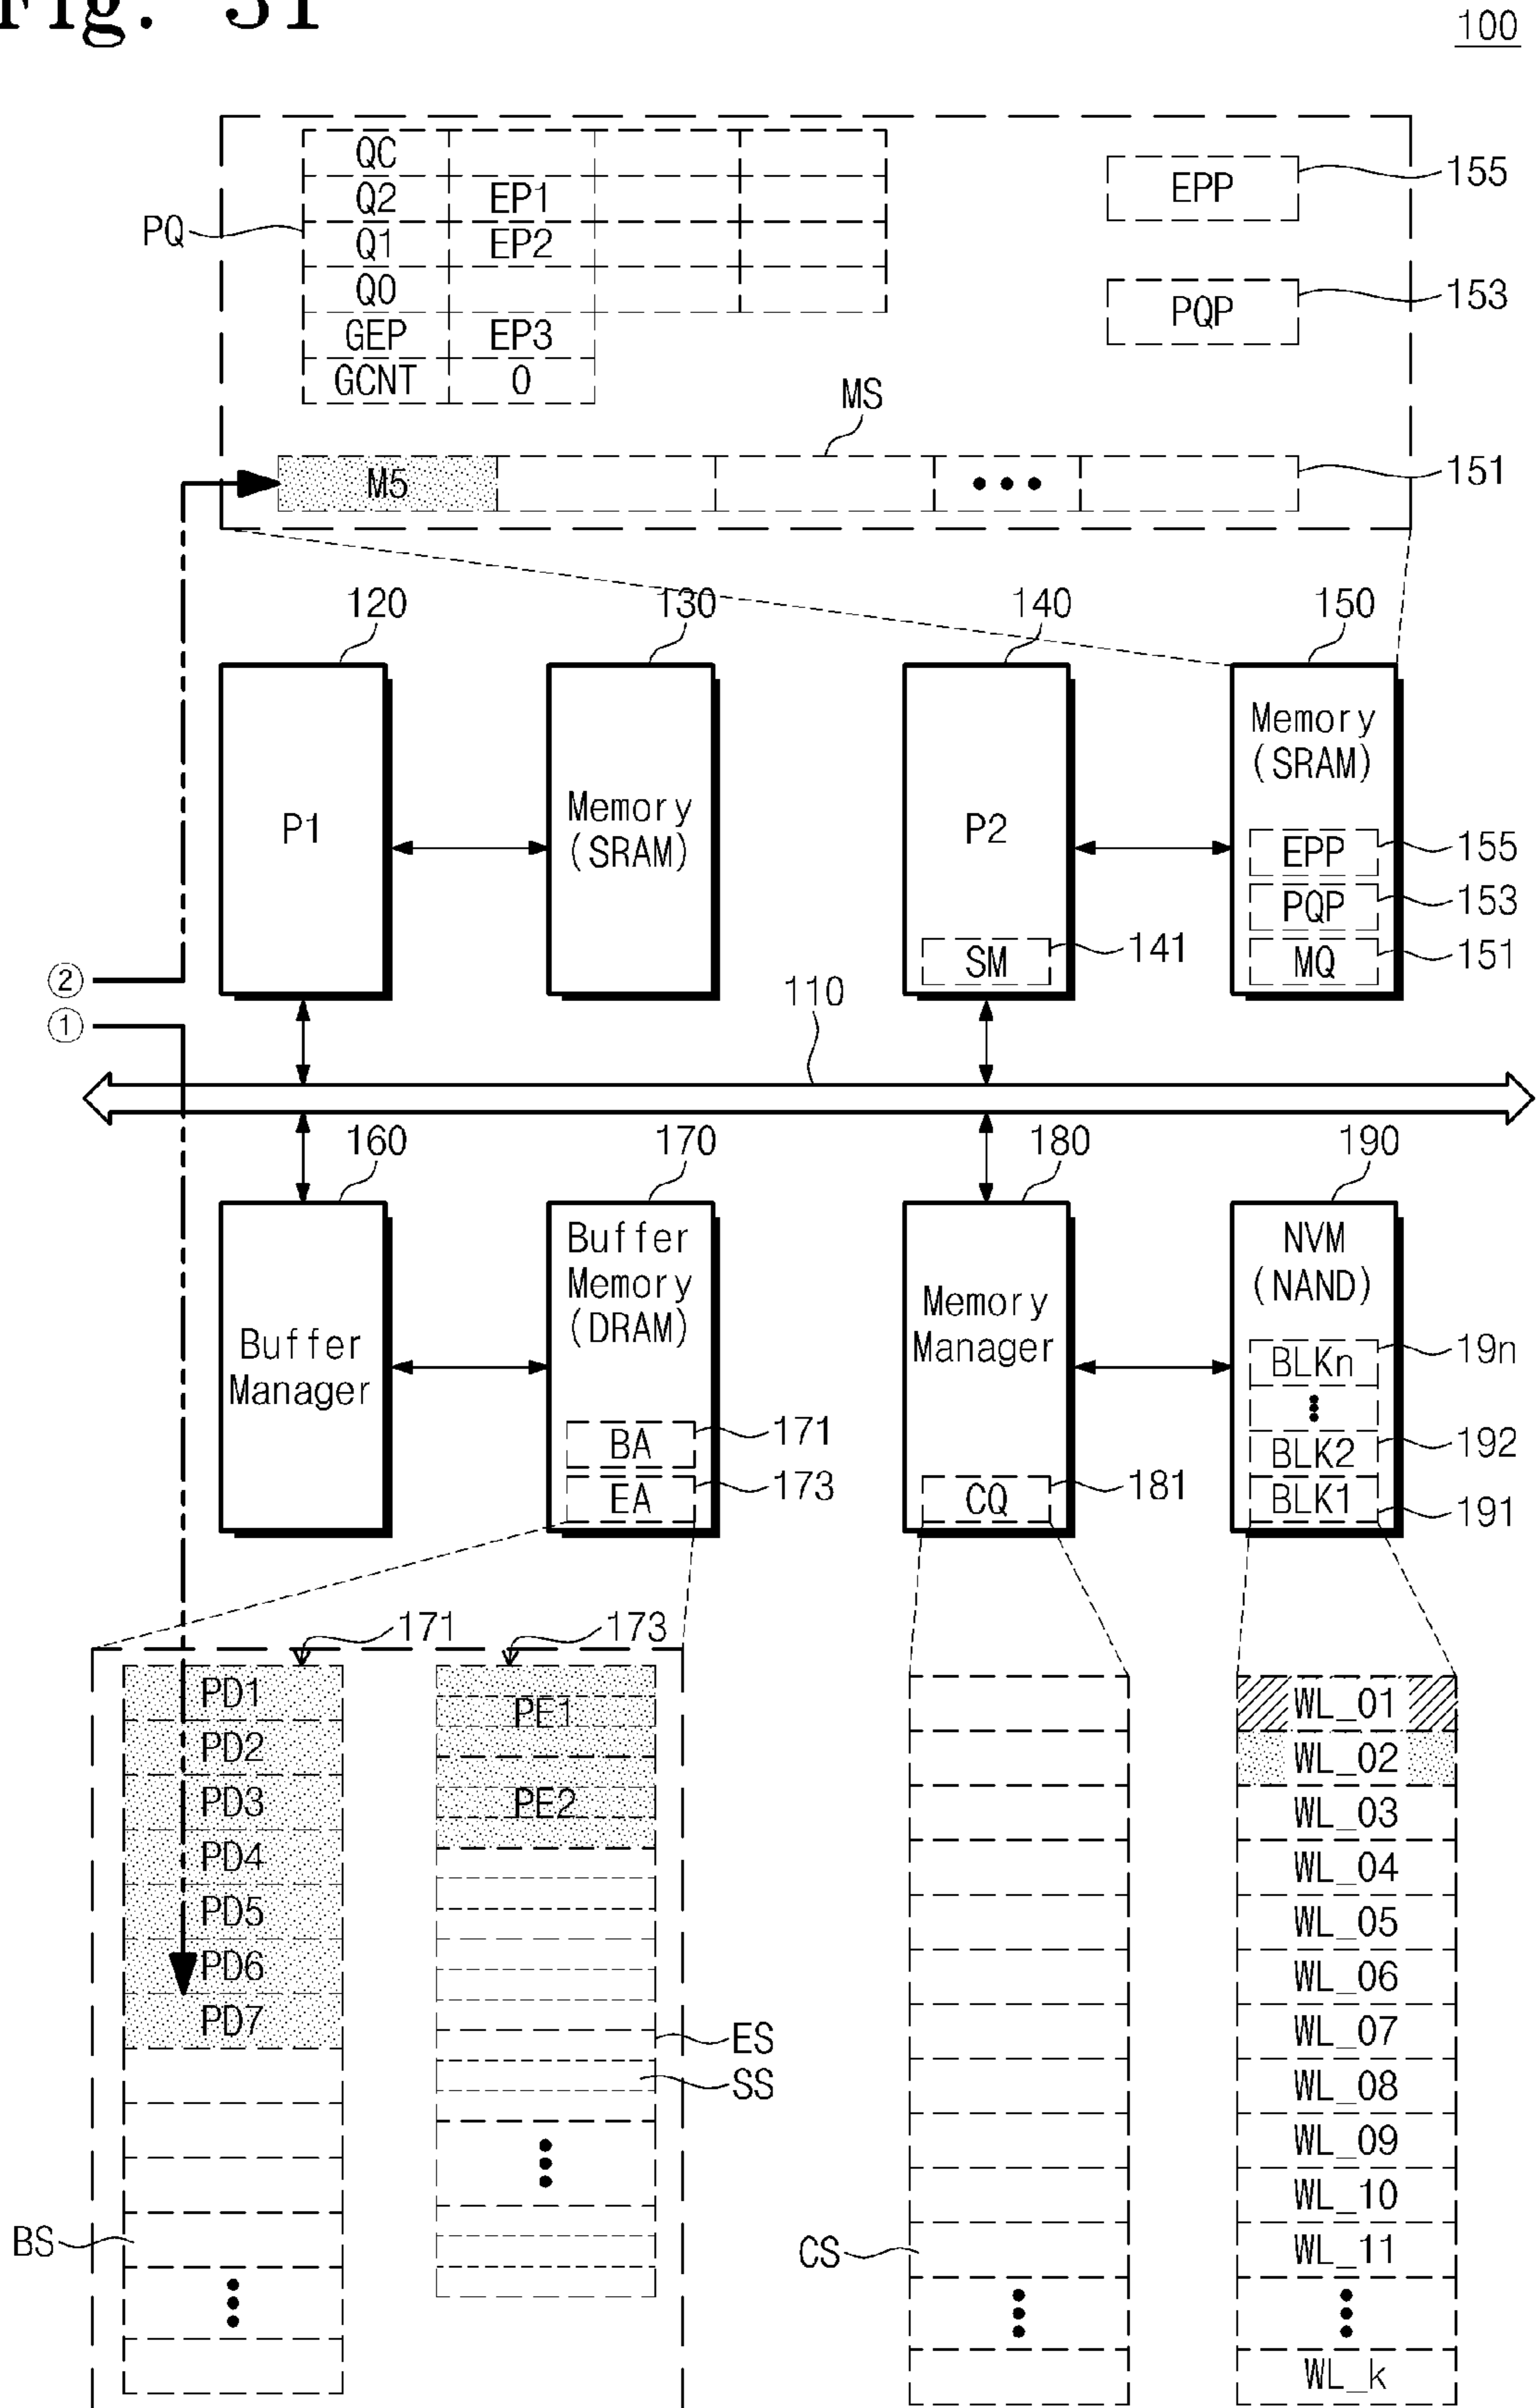 Fig. 31
100
QC
Q2 EP1
Q1 EP2
Q0
GEP EP3
GCNT 0
PQ
EPP 155
PQP 153
MS
M5 ••• 151
120 130 140 150
P1
Memory
(SRAM)
P2
SM 141
Memory
(SRAM)
EPP 155
PQP 153
MQ 151
②
①
110
160 170 180 190
Buffer
Manager
Buffer
Memory
(DRAM)
BA 171
EA 173
Memory
Manager
CQ 181
NVM
(NAND)
BLKn 19n
BLK2 192
BLK1 191
171 173
PD1
PD2
PD3
PD4
PD5
PD6
PD7
BS
PE1
PE2
ES
SS
CS
WL_01
WL_02
WL_03
WL_04
WL_05
WL_06
WL_07
WL_08
WL_09
WL_10
WL_11
WL_k